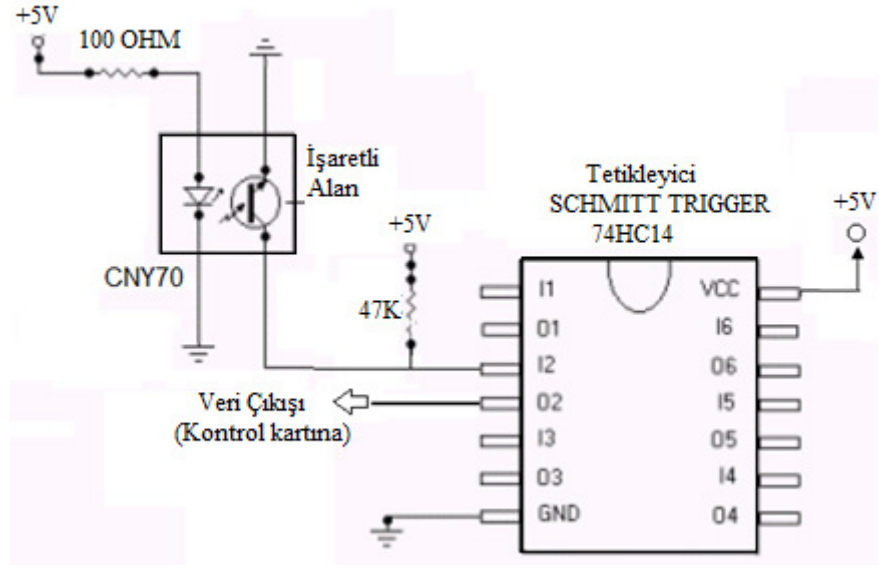 +5V
100 OHM
İşaretli
Alan
CNY70
+5V
47K
Veri Çıkışı
(Kontrol kartına)
Tetikleyici
SCHMITT TRIGGER
74HC14
+5V
I1
O1
I2
O2
I3
O3
GND
VCC
I6
O6
I5
O5
I4
O4